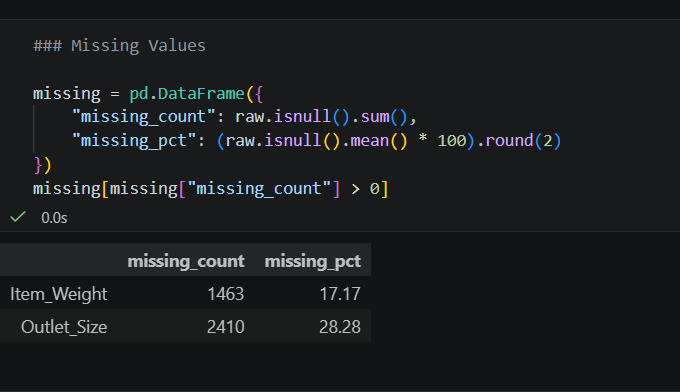 ### Missing Values
missing = pd.DataFrame({
"missing_count": raw.isnull().sum(),
"missing_pct": (raw.isnull().mean() * 100).round(2)
})
missing[missing["missing_count"] > 0]
0.0s
missing_count missing_pct
Item_Weight 1463 17.17
Outlet_Size 2410 28.28